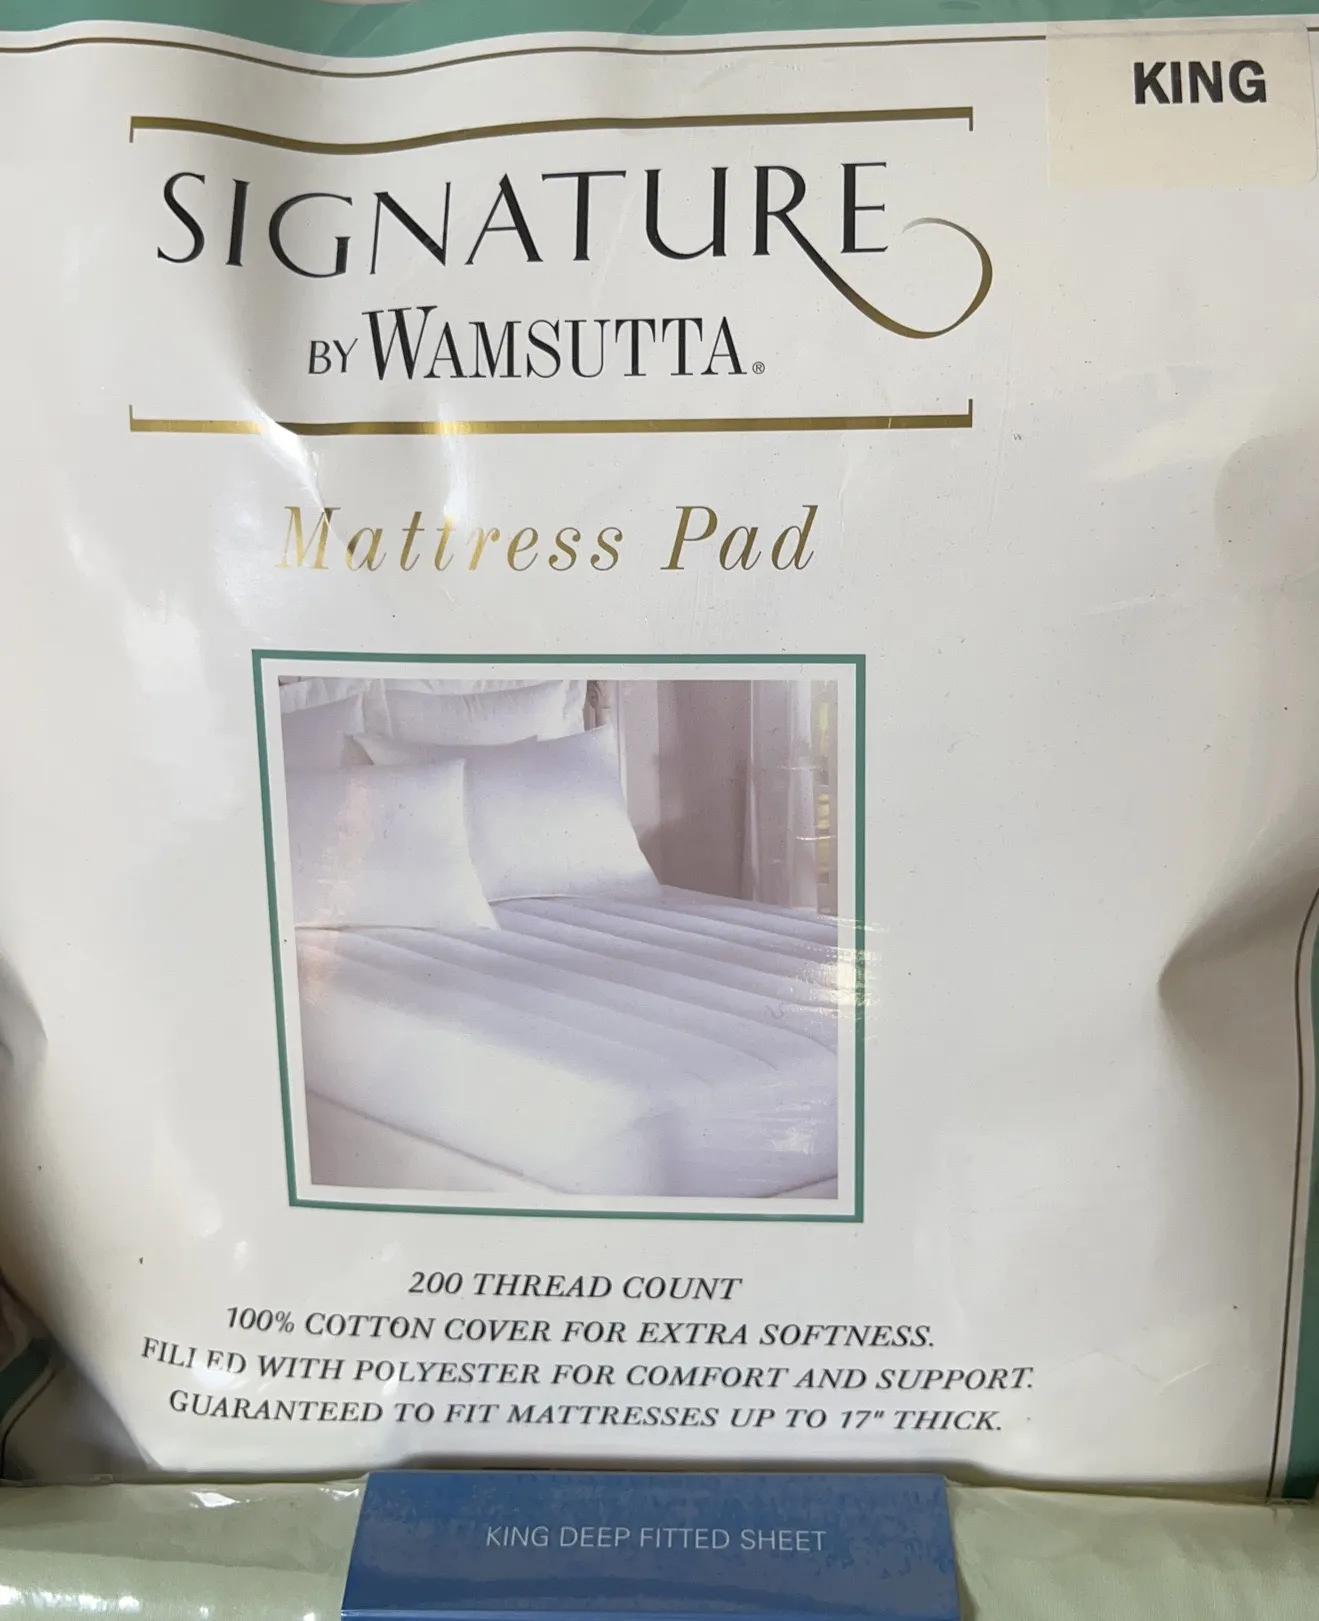 KING
SIGNATURE
BY WAMSUTTA®
Mattress Pad
200 THREAD COUNT
100% COTTON COVER FOR EXTRA SOFTNESS.
FILLED WITH POLYESTER FOR COMFORT AND SUPPORT.
GUARANTEED TO FIT MATTRESSES UP TO 17" THICK.
KING DEEP FITTED SHEET